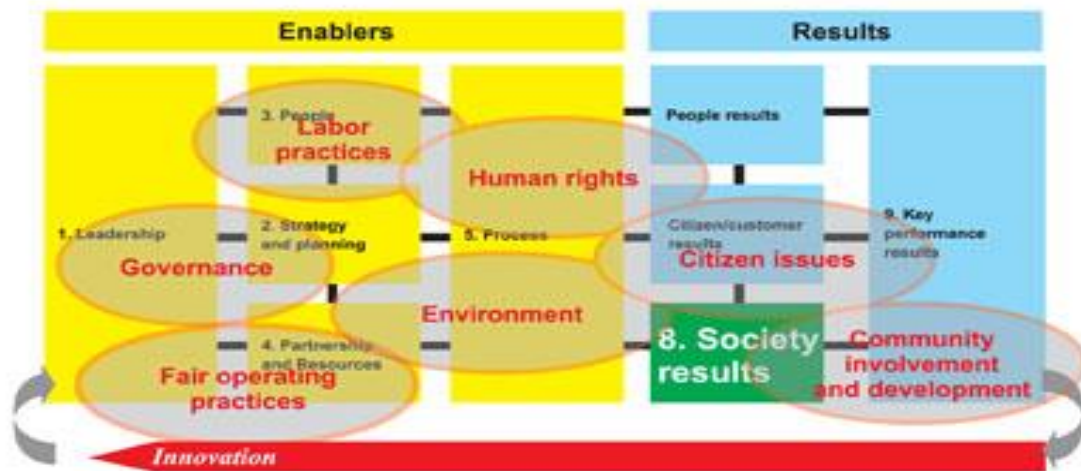 Enablers
Results
3. People
Labor
practices
People results
Human rights
1. Leadership
2. Strategy
and planning
5. Process
Citizen/customer
results
9. Key
performance
results
Governance
Citizen issues
Environment
4. Partnership
and Resources
Fair operating
practices
8. Society
results
Community
involvement
and development
Innovation